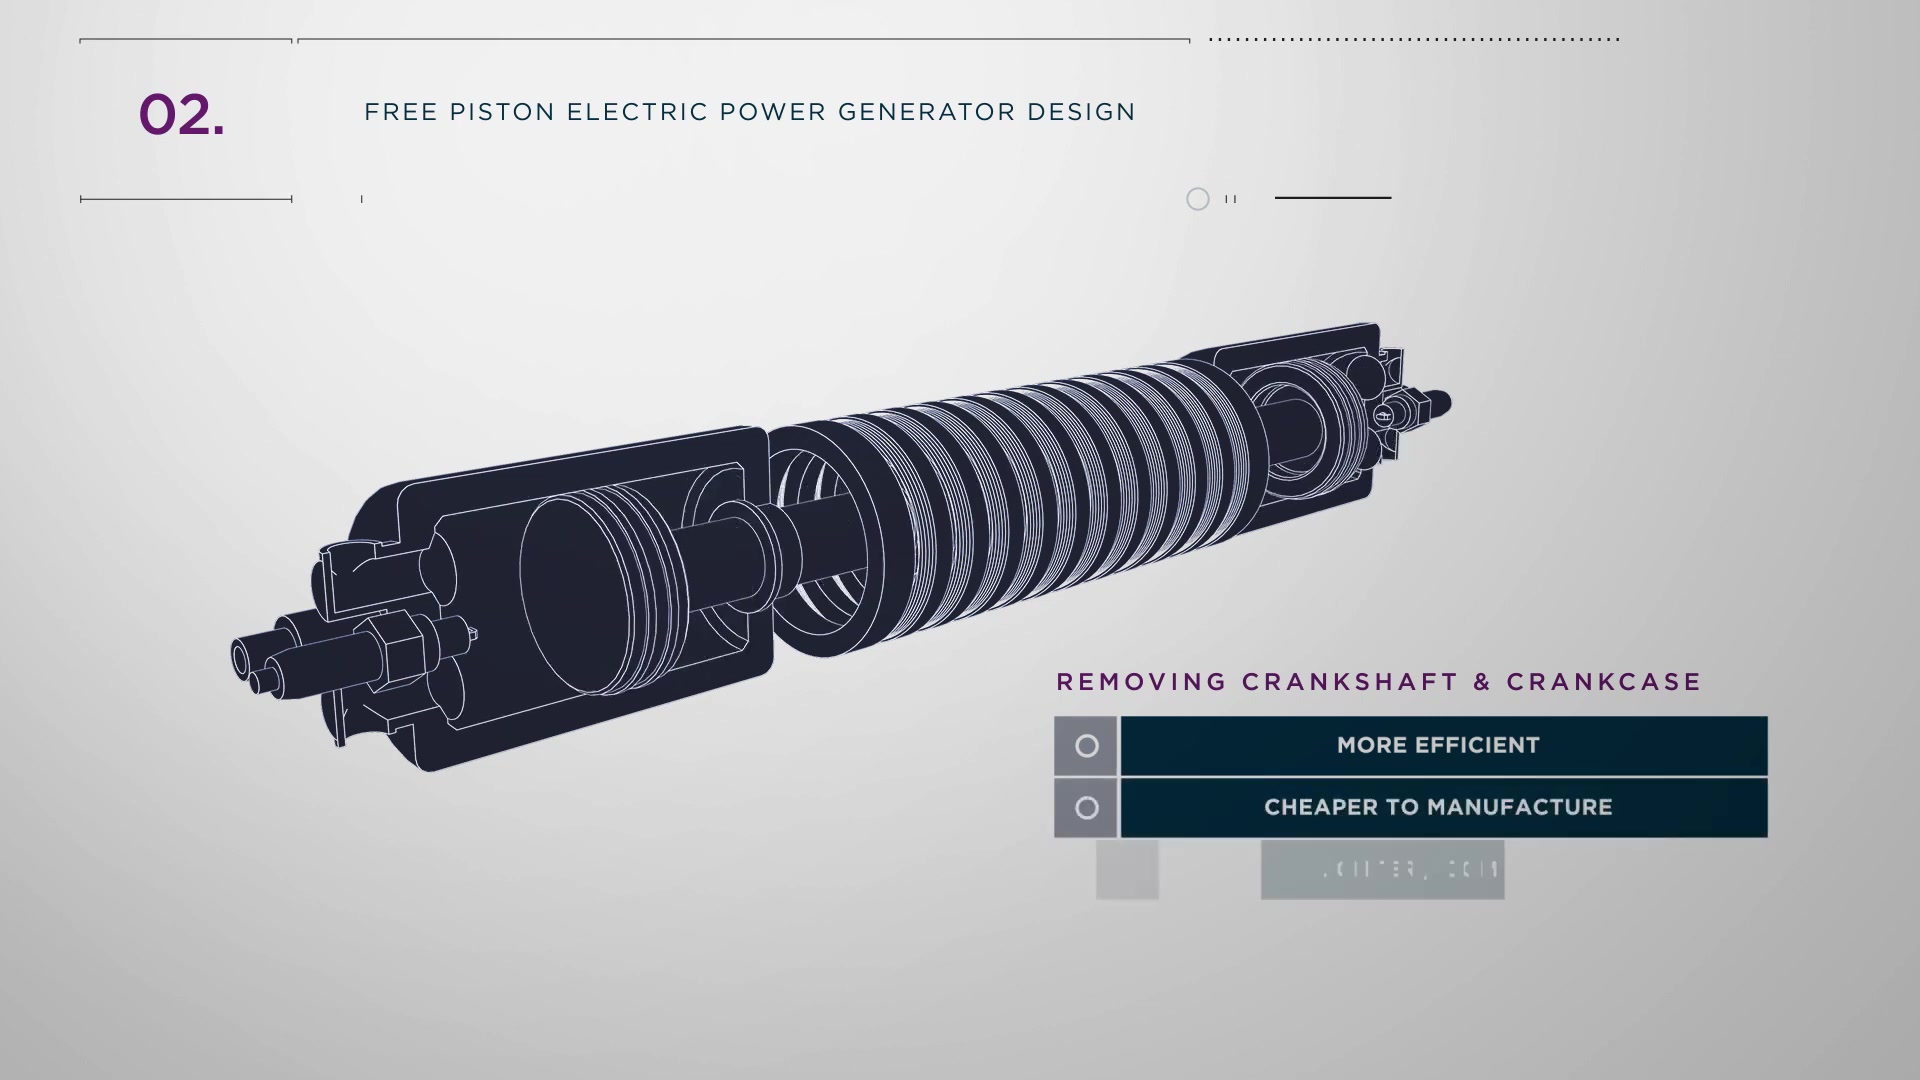 02.
FREE PISTON ELECTRIC POWER GENERATOR DESIGN
REMOVING CRANKSHAFT & CRANKCASE
MORE EFFICIENT
CHEAPER TO MANUFACTURE